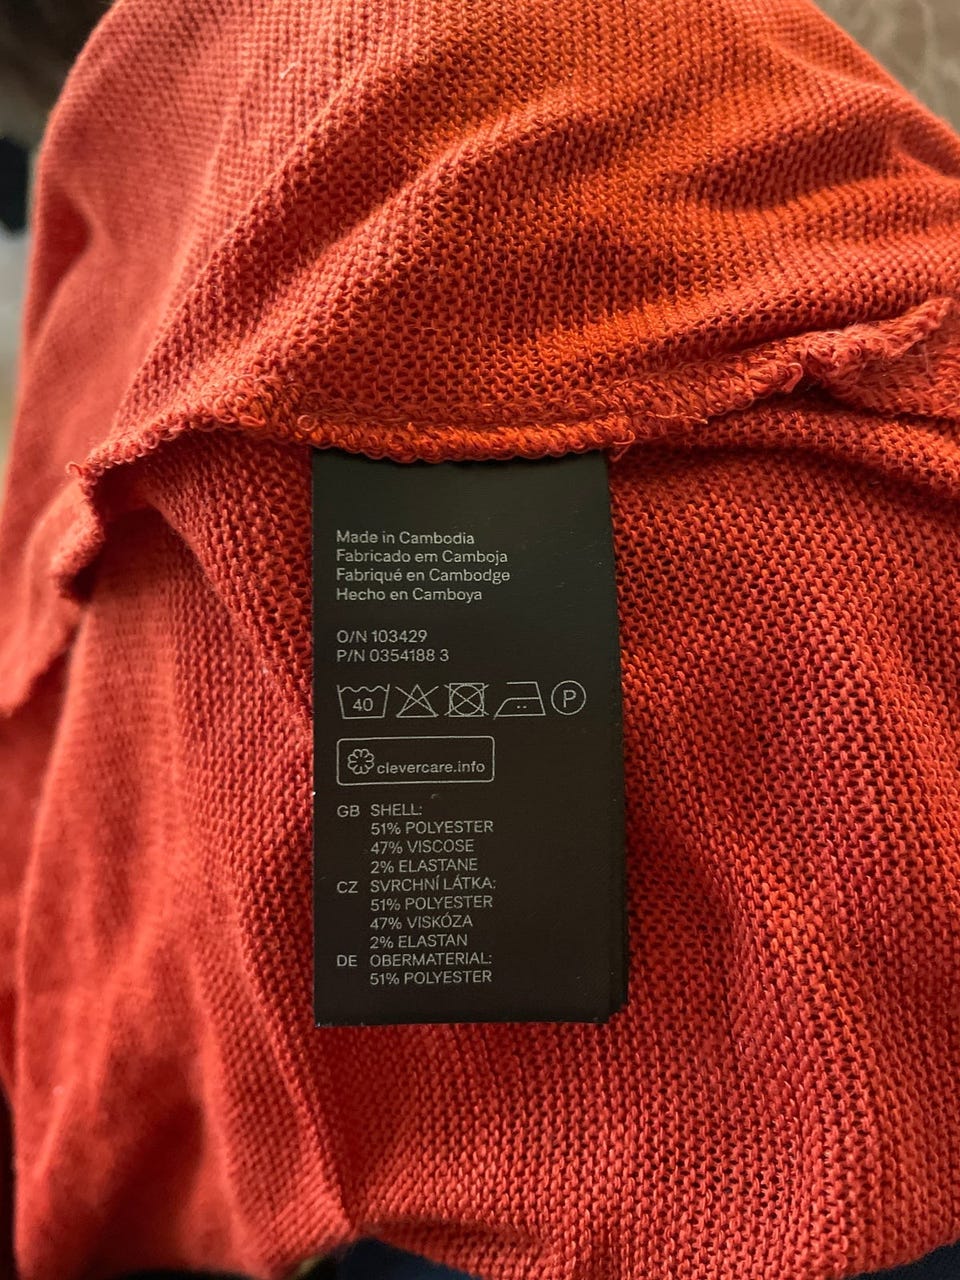 Made in Cambodia
Fabricado em Camboja
Fabriqué en Cambodge
Hecho en Camboya
O/N 103429
P/N 0354188 3
40 P
clevercare.info
GB SHELL:
51% POLYESTER
47% VISCOSE
2% ELASTANE
CZ SVRCHNÍ LÁTKA:
51% POLYESTER
47% VISKÓZA
2% ELASTAN
DE OBERMATERIAL:
51% POLYESTER